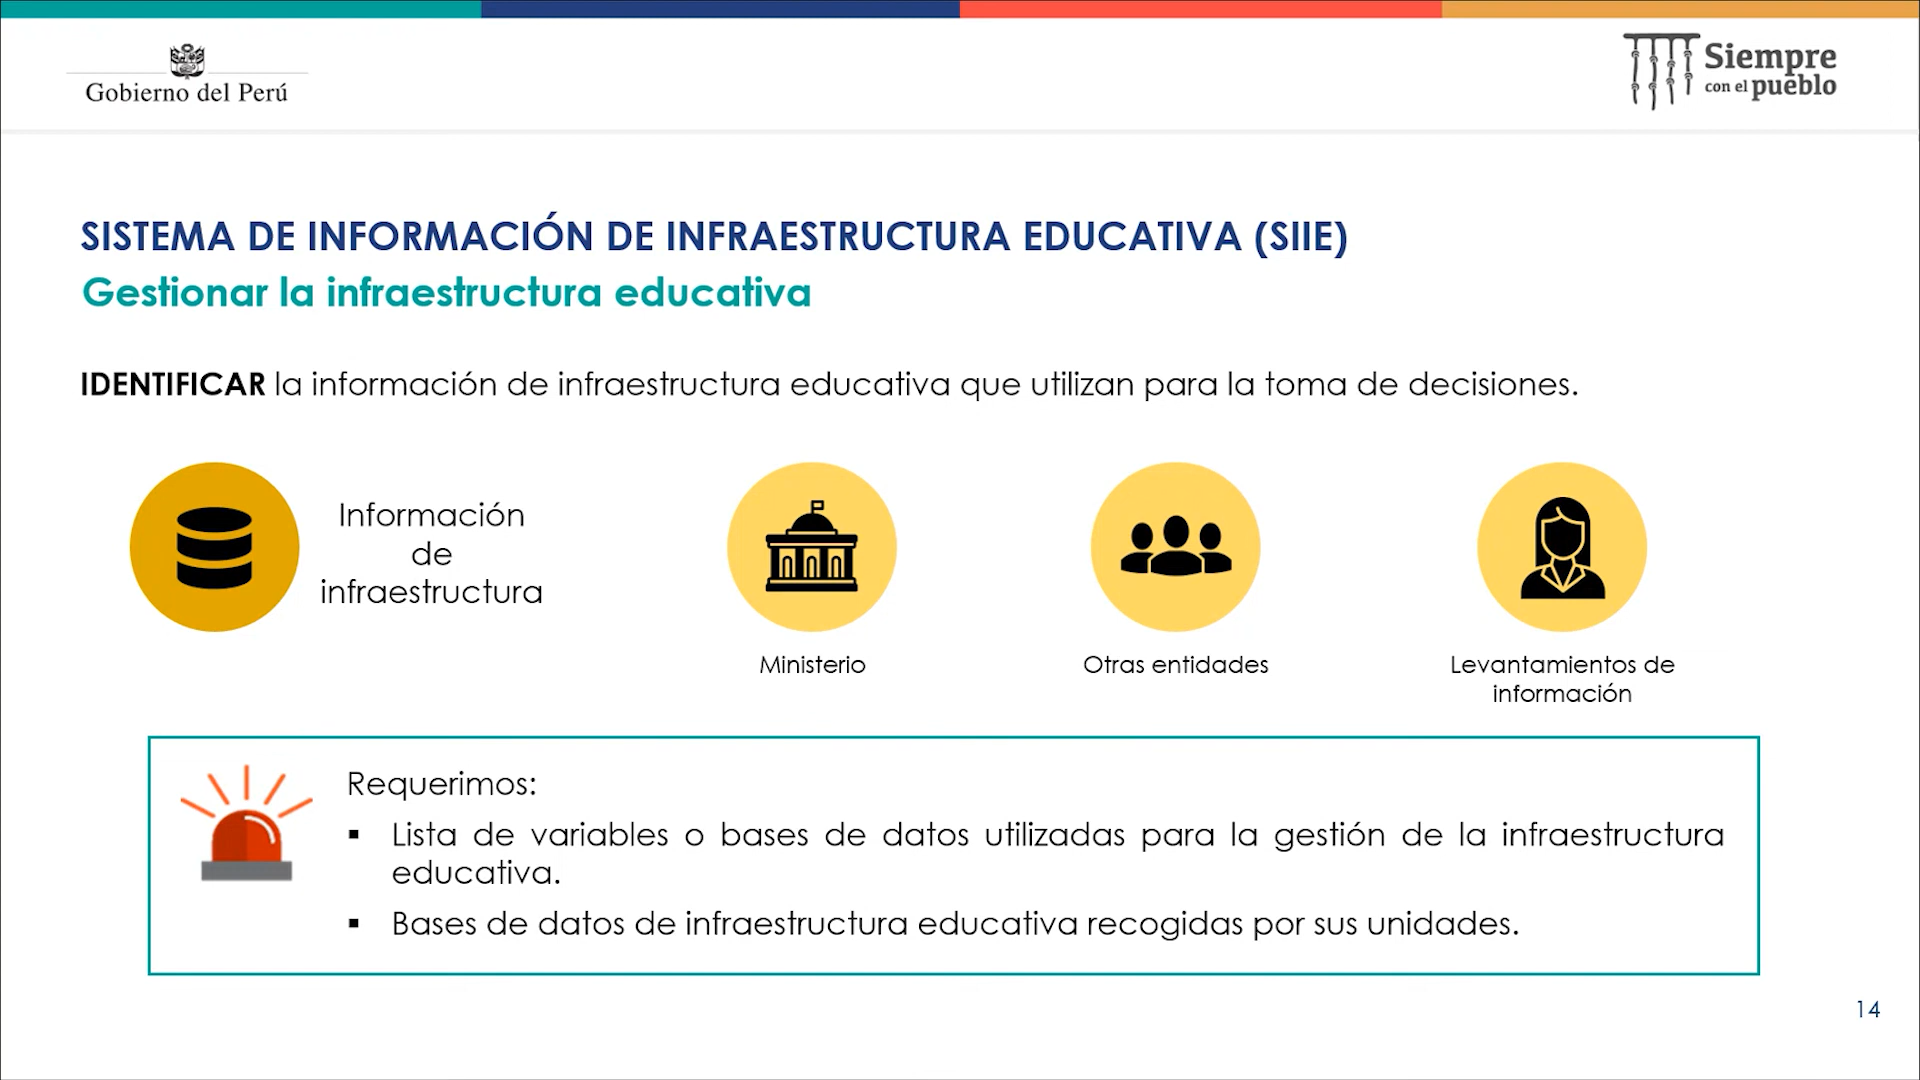 Gobierno del Perú
Siempre
con el pueblo
SISTEMA DE INFORMACIÓN DE INFRAESTRUCTURA EDUCATIVA (SIIE)
Gestionar la infraestructura educativa
IDENTIFICAR la información de infraestructura educativa que utilizan para la toma de decisiones.
Información
de
infraestructura
Ministerio
Otras entidades
Levantamientos de
información
Requerimos:
▪ Lista de variables o bases de datos utilizadas para la gestión de la infraestructura
educativa.
▪ Bases de datos de infraestructura educativa recogidas por sus unidades.
14